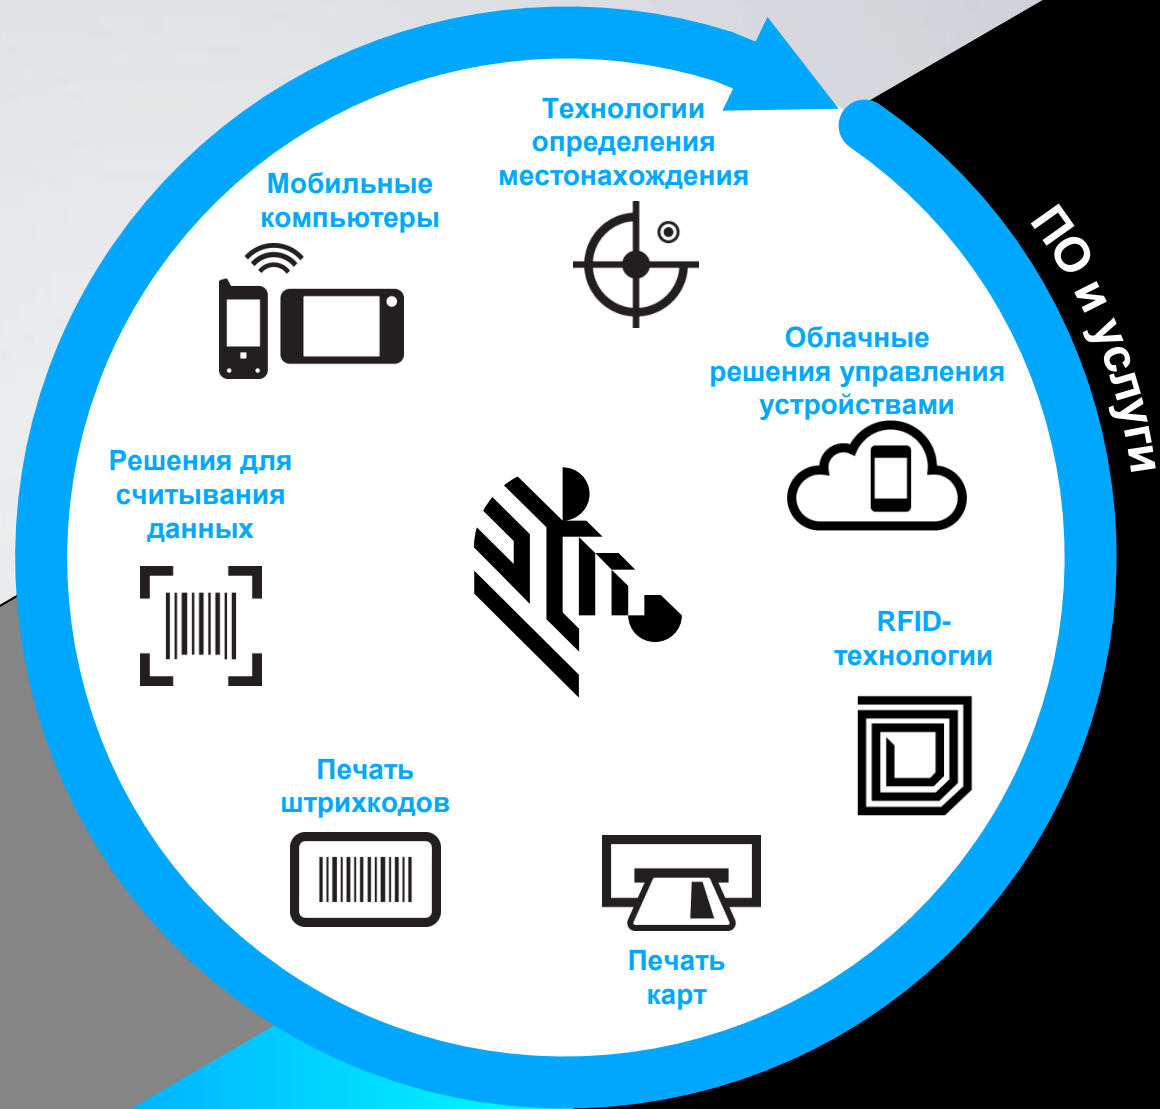 Технологии
определения
местонахождения
Мобильные
компьютеры
ПО и услуги
Облачные
решения управления
устройствами
Решения для
считывания
данных
RFID-
технологии
Печать
штрихкодов
Печать
карт